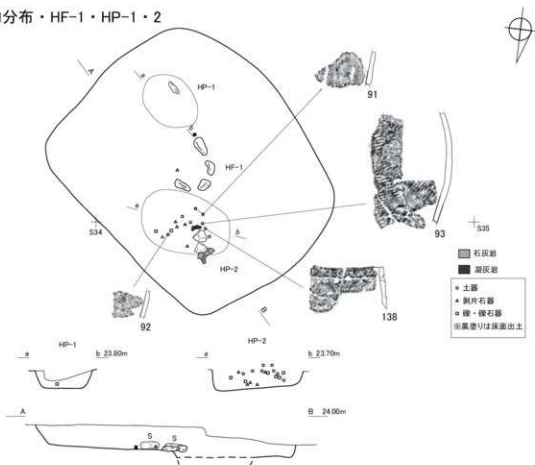 分布・HF-1・HP-1・2
A
a
HP-1
b
HF-1
91
93
a
b
S34
S35
HP-2
92
138
B
石灰岩
凝灰岩
土器
剥片石器
礫・礫石器
※黒塗りは床面出土
HP-1
a
b 23.80m
HP-2
a
b 23.70m
A
S
S
B 24.00m